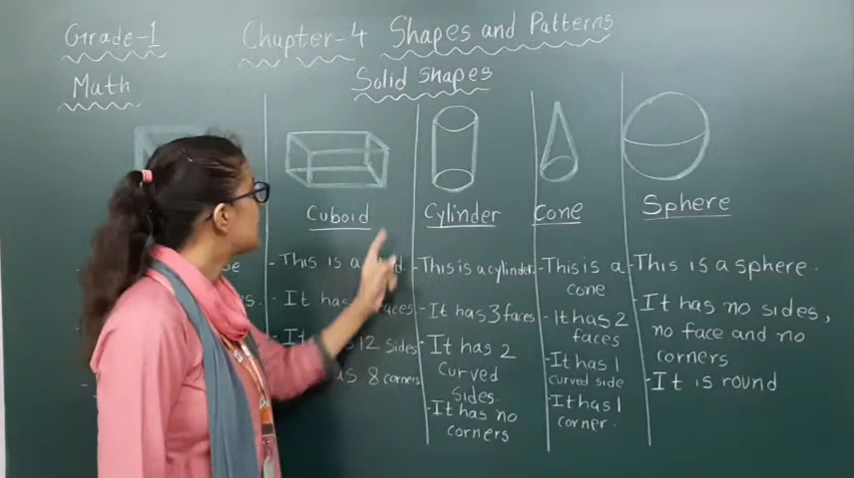 Grade-1
Chapter-4 Shapes and Patterns
Math
Solid Shapes
Cuboid
- This is a
- It has faces
12 sides
8 corners
Cylinder
- This is a cylinder.
- It has 3 faces
- It has 2
curved
sides.
- It has no
corners
Cone
- This is a
cone
- It has 2
faces
- It has 1
curved side
- It has 1
corner.
Sphere
- This is a sphere.
- It has no sides,
no face and no
corners
- It is round